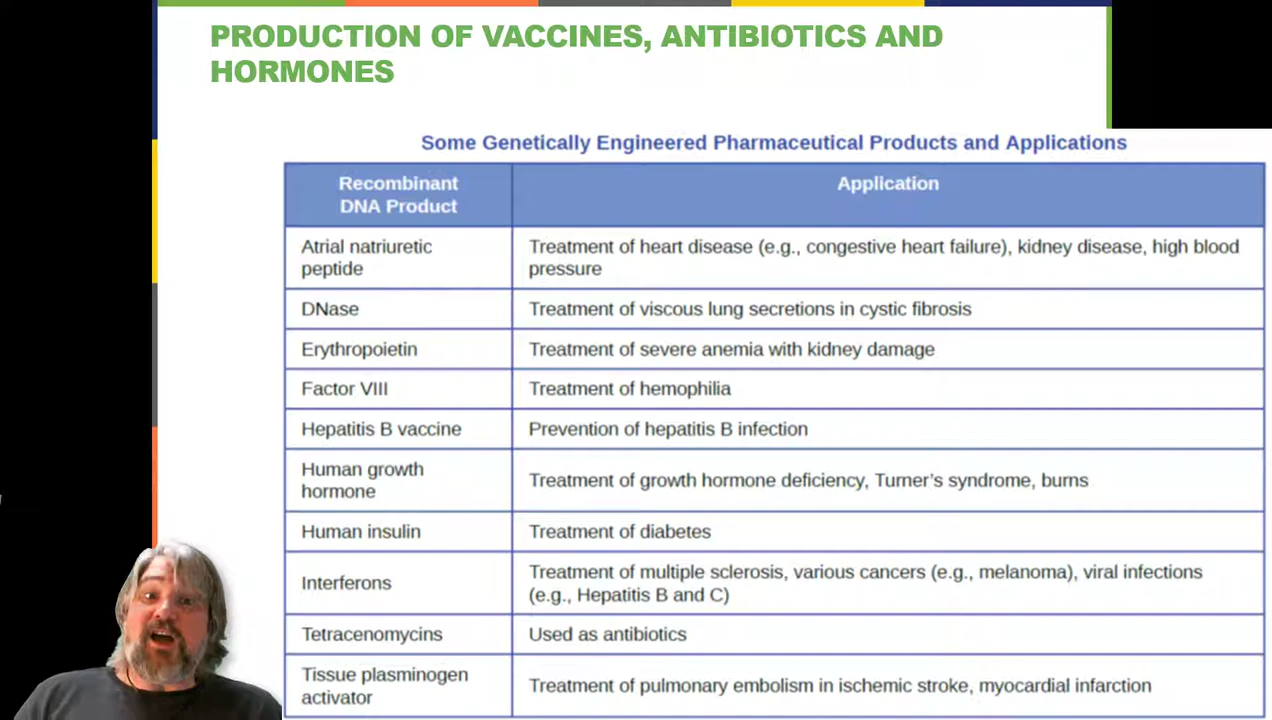 PRODUCTION OF VACCINES, ANTIBIOTICS AND
HORMONES
Some Genetically Engineered Pharmaceutical Products and Applications
Recombinant
DNA Product
Application
Atrial natriuretic
peptide
Treatment of heart disease (e.g., congestive heart failure), kidney disease, high blood
pressure
DNase
Treatment of viscous lung secretions in cystic fibrosis
Erythropoietin
Treatment of severe anemia with kidney damage
Factor VIII
Treatment of hemophilia
Hepatitis B vaccine
Prevention of hepatitis B infection
Human growth
hormone
Treatment of growth hormone deficiency, Turner’s syndrome, burns
Human insulin
Treatment of diabetes
Interferons
Treatment of multiple sclerosis, various cancers (e.g., melanoma), viral infections
(e.g., Hepatitis B and C)
Tetracenomycins
Used as antibiotics
Tissue plasminogen
activator
Treatment of pulmonary embolism in ischemic stroke, myocardial infarction